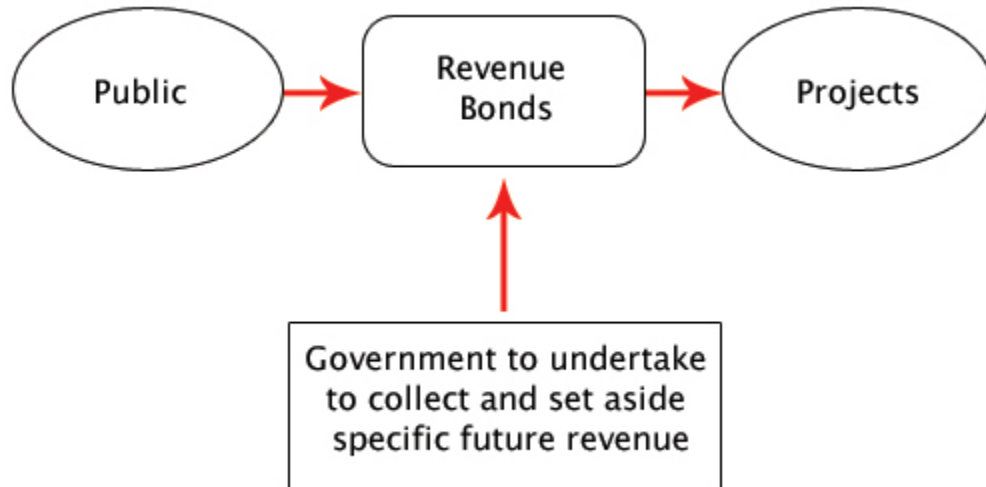 Public
Revenue
Bonds
Projects
Government to undertake
to collect and set aside
specific future revenue